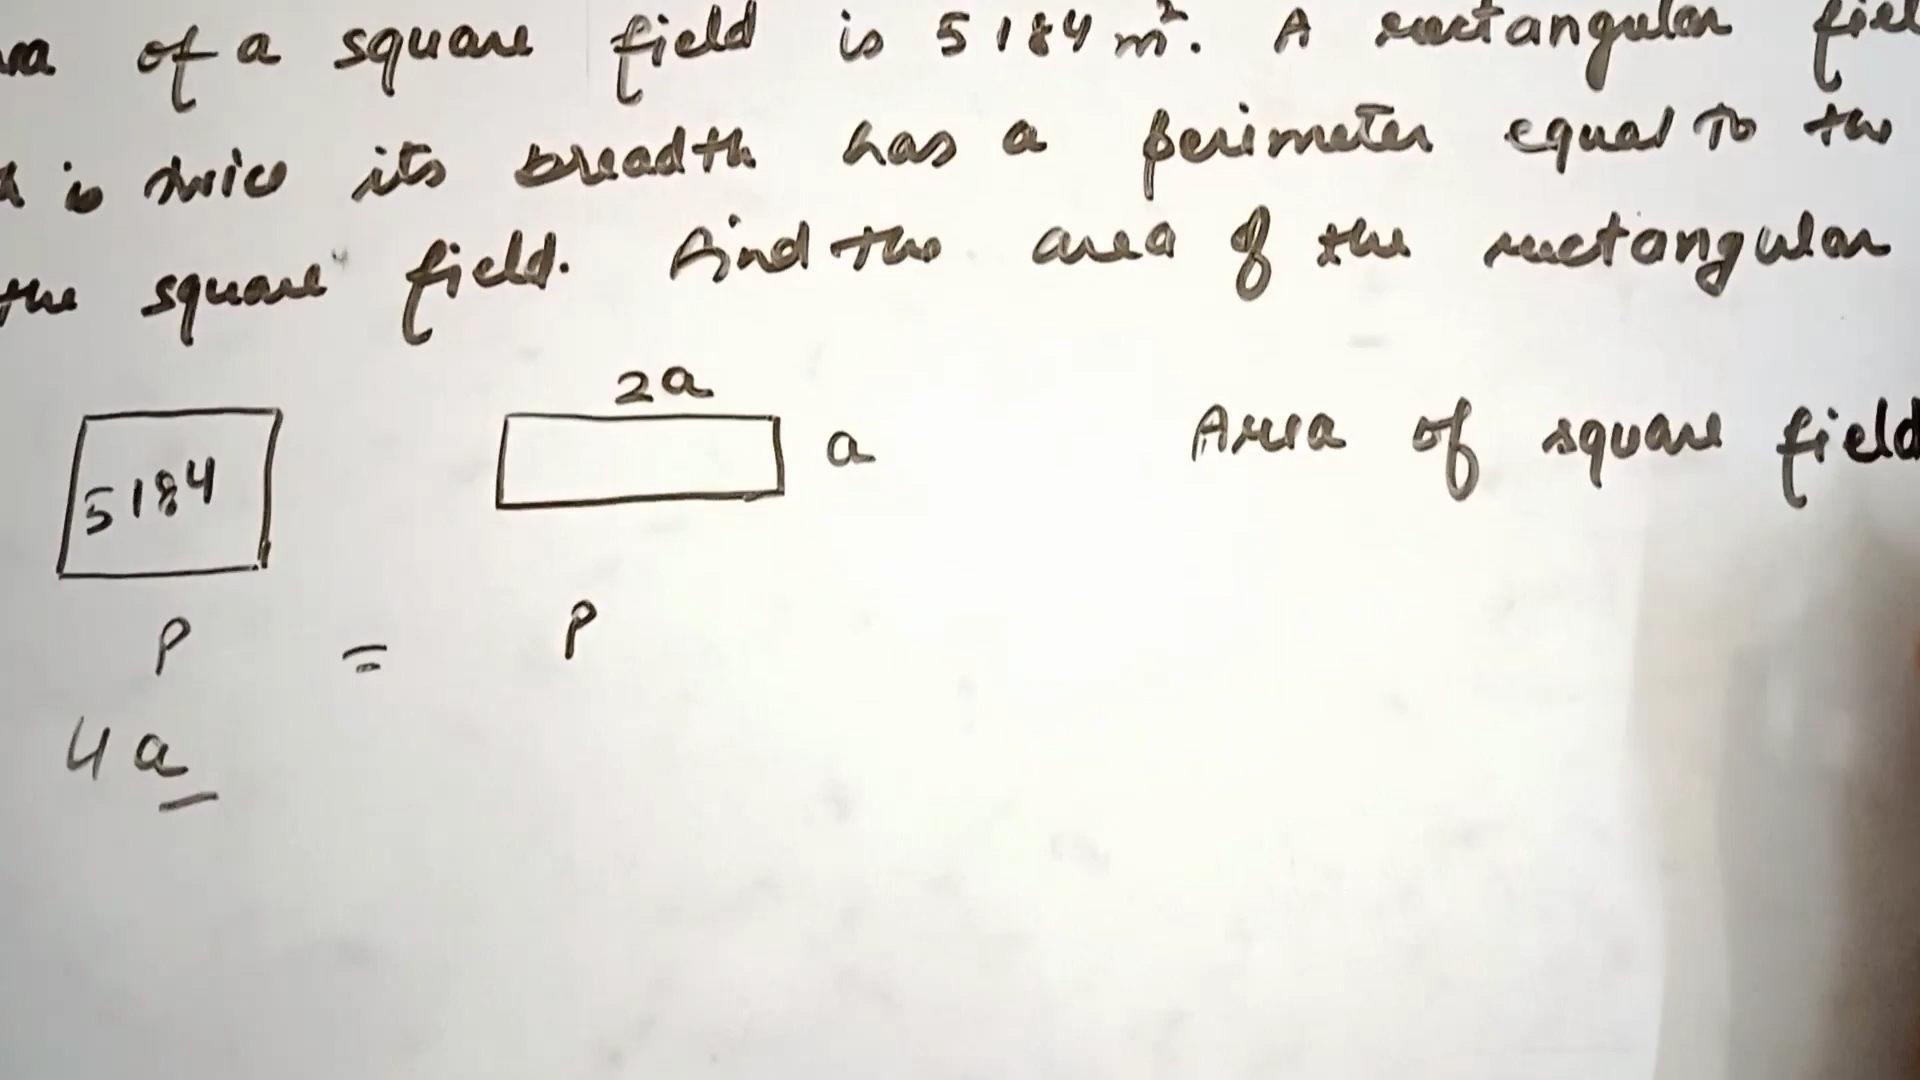 of a square field is 5184 m². A rectangular
is twice its breadth has a perimeter equal to the
the square field. Find the area of the rectangular
2a
5184
a
Area of square field
P = P
4a